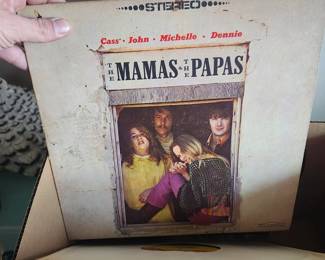 STEREO
Cass · John · Michelle · Dennie
THE MAMAS & THE PAPAS